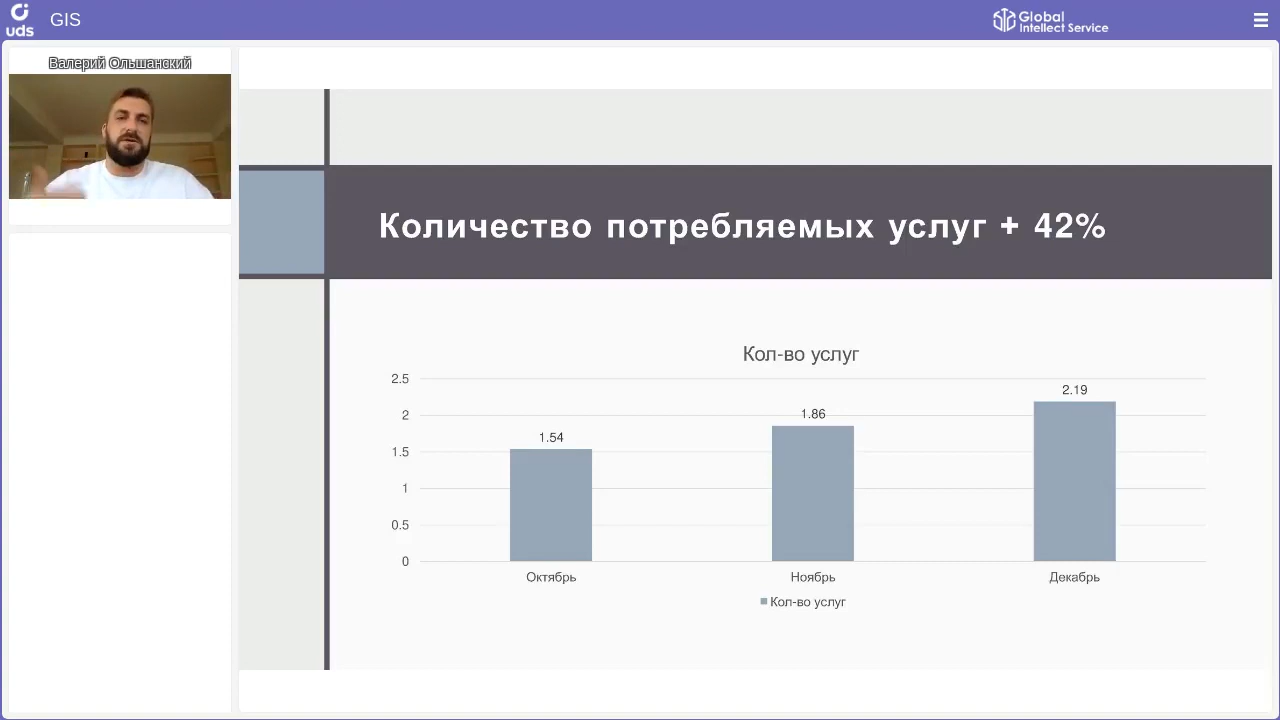 uds
GIS
Global
Intellect Service
Валерий Ольшанский
Количество потребляемых услуг + 42%
Кол-во услуг
2.5
2
1.5
1
0.5
0
1.54
1.86
2.19
Октябрь
Ноябрь
Декабрь
Кол-во услуг